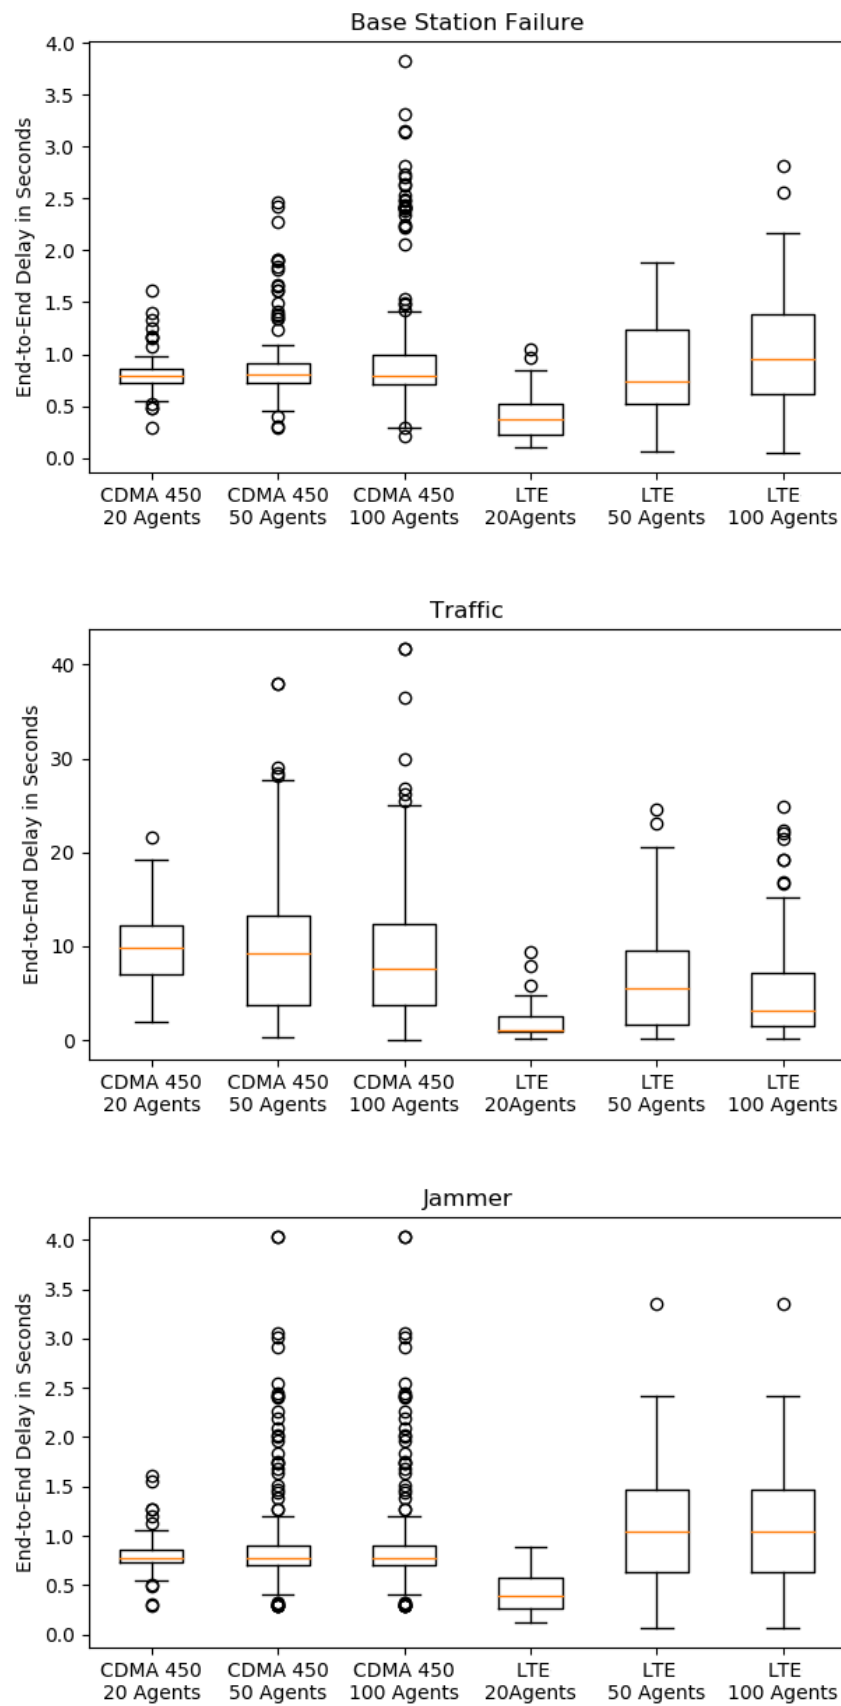 Base Station Failure
End-to-End Delay in Seconds
4.0
3.5
3.0
2.5
2.0
1.5
1.0
0.5
0.0
CDMA 450 CDMA 450 CDMA 450 LTE LTE LTE
20 Agents 50 Agents 100 Agents 20Agents 50 Agents 100 Agents
Traffic
End-to-End Delay in Seconds
40
30
20
10
0
CDMA 450 CDMA 450 CDMA 450 LTE LTE LTE
20 Agents 50 Agents 100 Agents 20Agents 50 Agents 100 Agents
Jammer
End-to-End Delay in Seconds
4.0
3.5
3.0
2.5
2.0
1.5
1.0
0.5
0.0
CDMA 450 CDMA 450 CDMA 450 LTE LTE LTE
20 Agents 50 Agents 100 Agents 20Agents 50 Agents 100 Agents